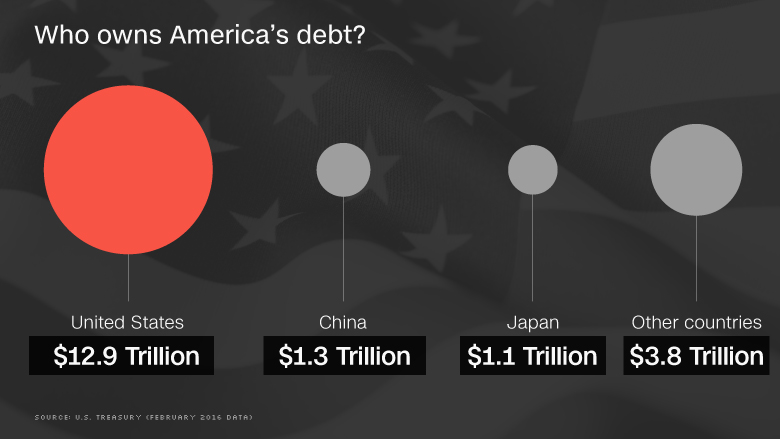 Who owns America's debt?
United States
China
Japan
Other countries
$12.9 Trillion
$1.3 Trillion
$1.1 Trillion
$3.8 Trillion
SOURCE: U.S. TREASURY (FEBRUARY 2016 DATA)